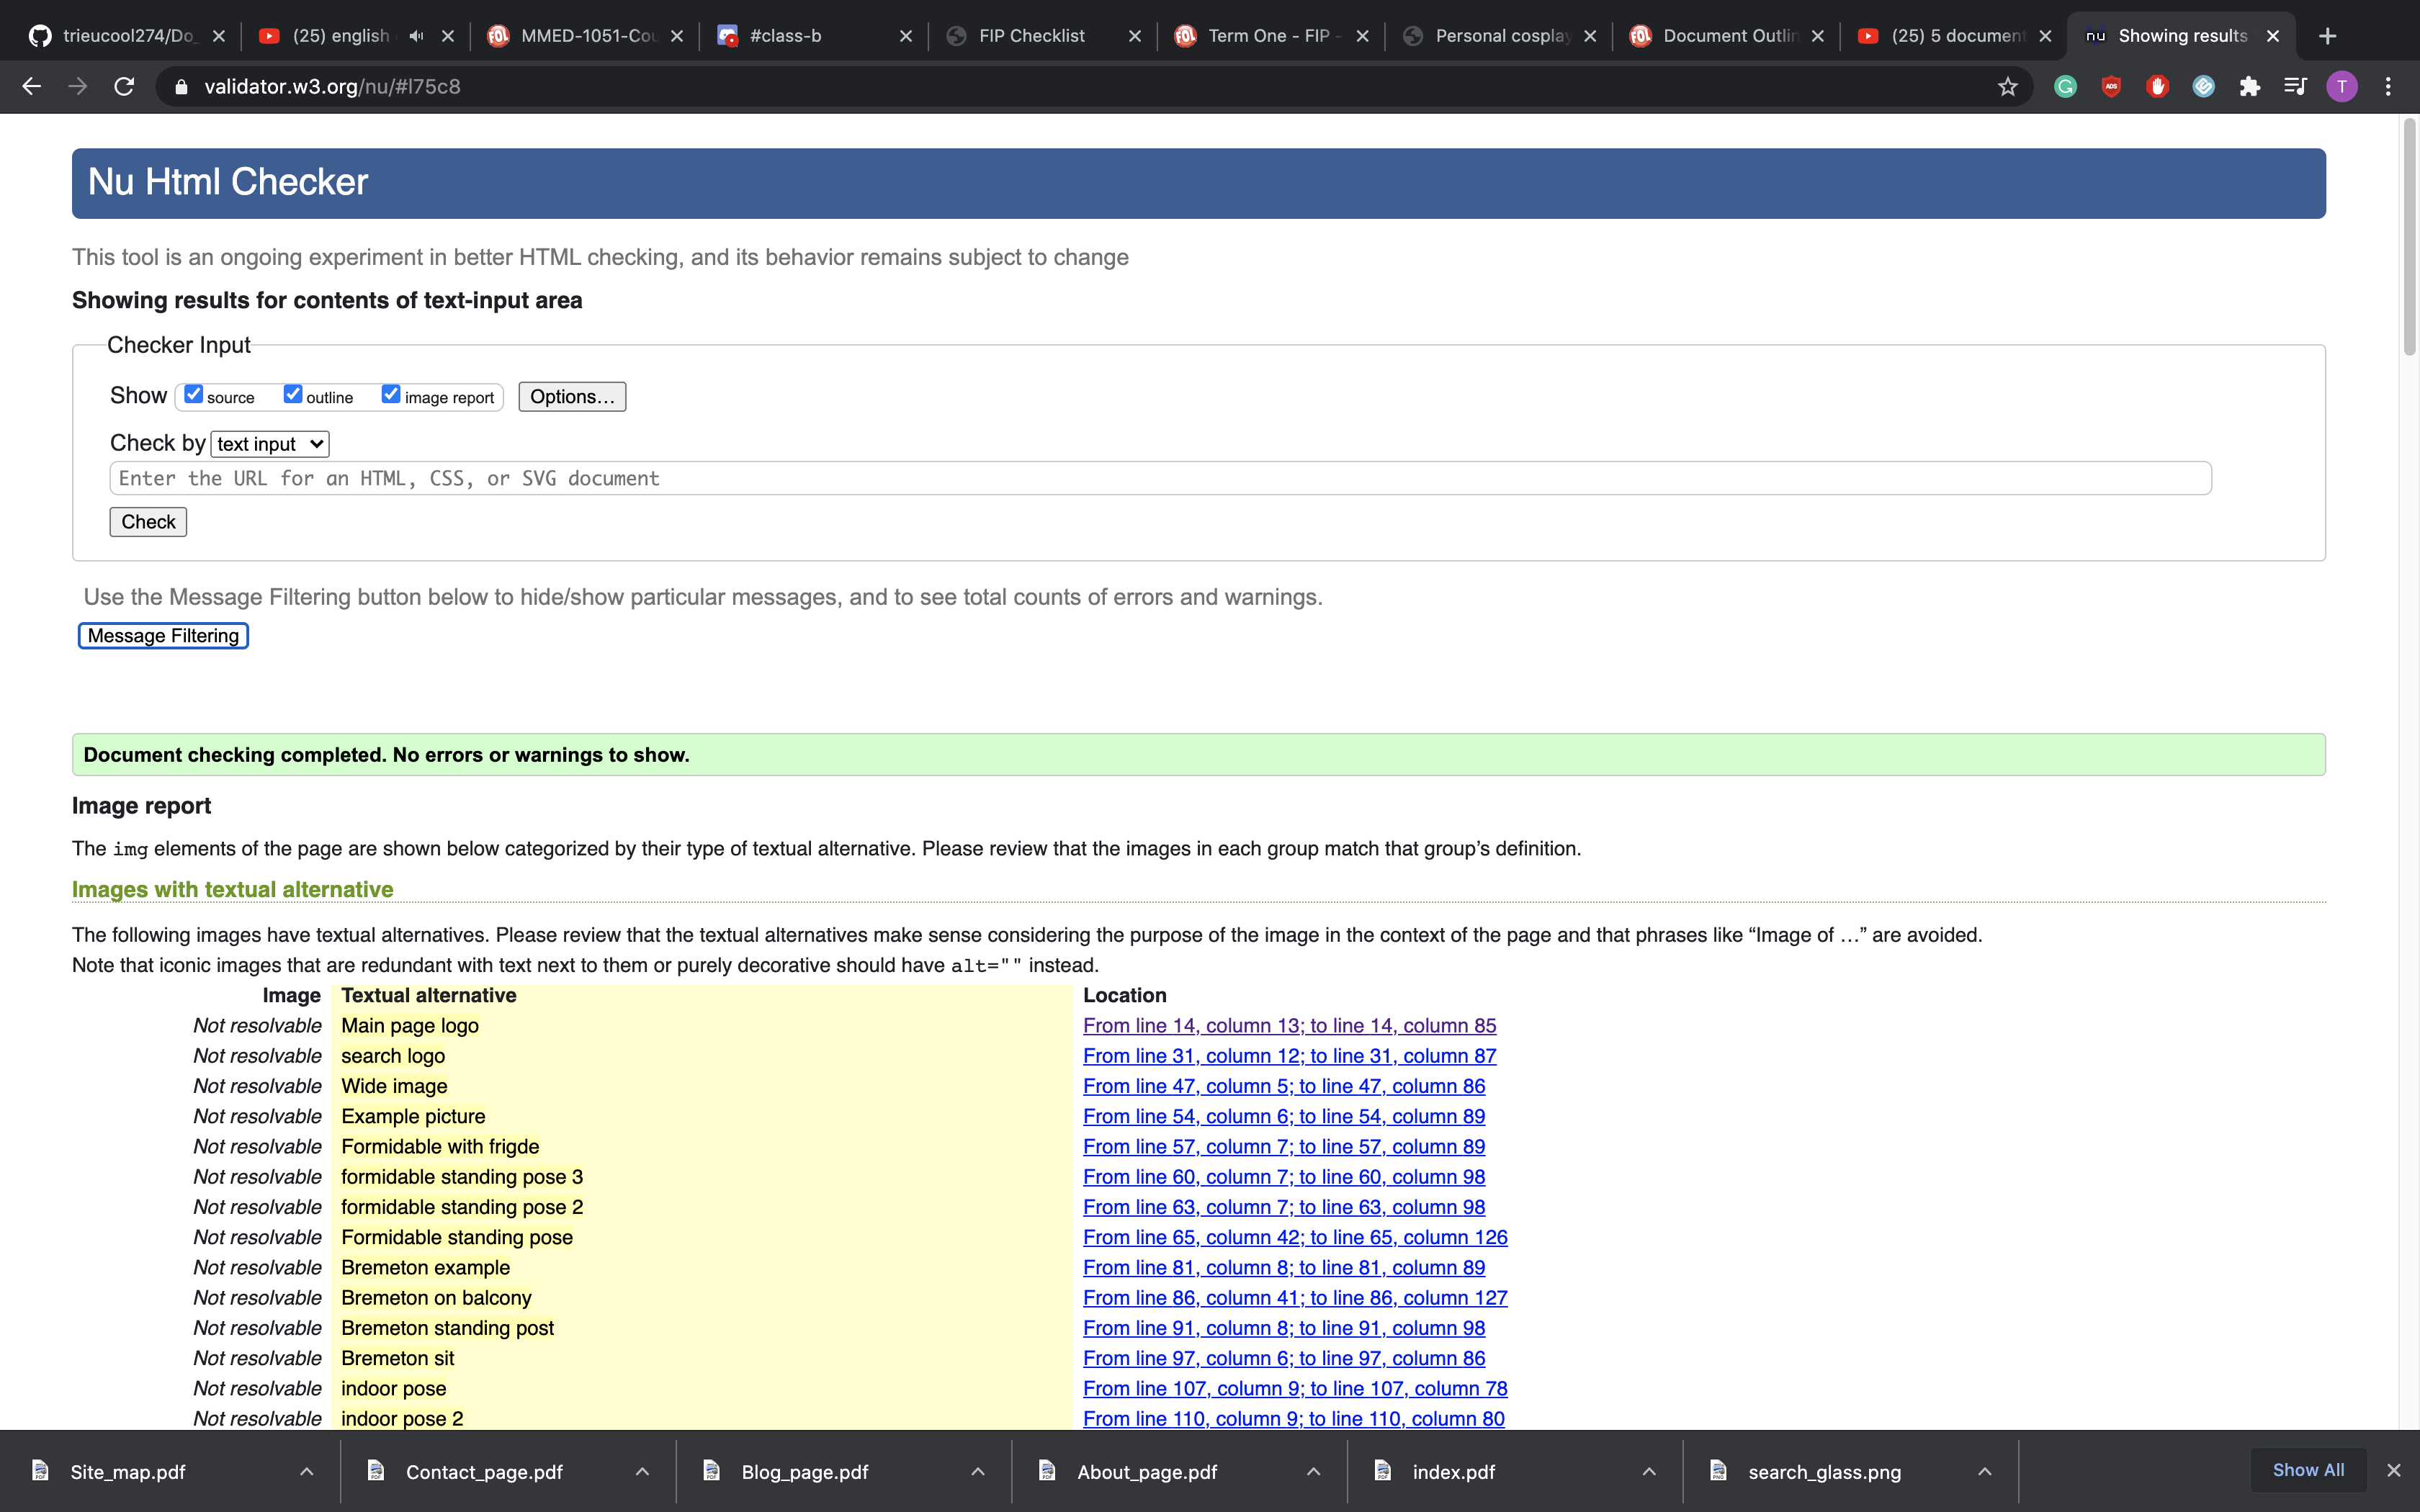 trieucool274/Do_
(25) english
MMED-1051-Cou
#class-b
FIP Checklist
Term One - FIP -
Personal cosplay
Document Outlin
(25) 5 document
nu Showing results
validator.w3.org/nu/#l75c8
T
Nu Html Checker
This tool is an ongoing experiment in better HTML checking, and its behavior remains subject to change
Showing results for contents of text-input area
Checker Input
Show source outline image report Options...
Check by text input
Enter the URL for an HTML, CSS, or SVG document
Check
Use the Message Filtering button below to hide/show particular messages, and to see total counts of errors and warnings.
Message Filtering
Document checking completed. No errors or warnings to show.
Image report
The img elements of the page are shown below categorized by their type of textual alternative. Please review that the images in each group match that group’s definition.
Images with textual alternative
The following images have textual alternatives. Please review that the textual alternatives make sense considering the purpose of the image in the context of the page and that phrases like “Image of …” are avoided.
Note that iconic images that are redundant with text next to them or purely decorative should have alt="" instead.
Image Textual alternative Location
Not resolvable Main page logo From line 14, column 13; to line 14, column 85
Not resolvable search logo From line 31, column 12; to line 31, column 87
Not resolvable Wide image From line 47, column 5; to line 47, column 86
Not resolvable Example picture From line 54, column 6; to line 54, column 89
Not resolvable Formidable with frigde From line 57, column 7; to line 57, column 89
Not resolvable formidable standing pose 3 From line 60, column 7; to line 60, column 98
Not resolvable formidable standing pose 2 From line 63, column 7; to line 63, column 98
Not resolvable Formidable standing pose From line 65, column 42; to line 65, column 126
Not resolvable Bremeton example From line 81, column 8; to line 81, column 89
Not resolvable Bremeton on balcony From line 86, column 41; to line 86, column 127
Not resolvable Bremeton standing post From line 91, column 8; to line 91, column 98
Not resolvable Bremeton sit From line 97, column 6; to line 97, column 86
Not resolvable indoor pose From line 107, column 9; to line 107, column 78
Not resolvable indoor pose 2 From line 110, column 9; to line 110, column 80
Site_map.pdf
Contact_page.pdf
Blog_page.pdf
About_page.pdf
index.pdf
search_glass.png
Show All